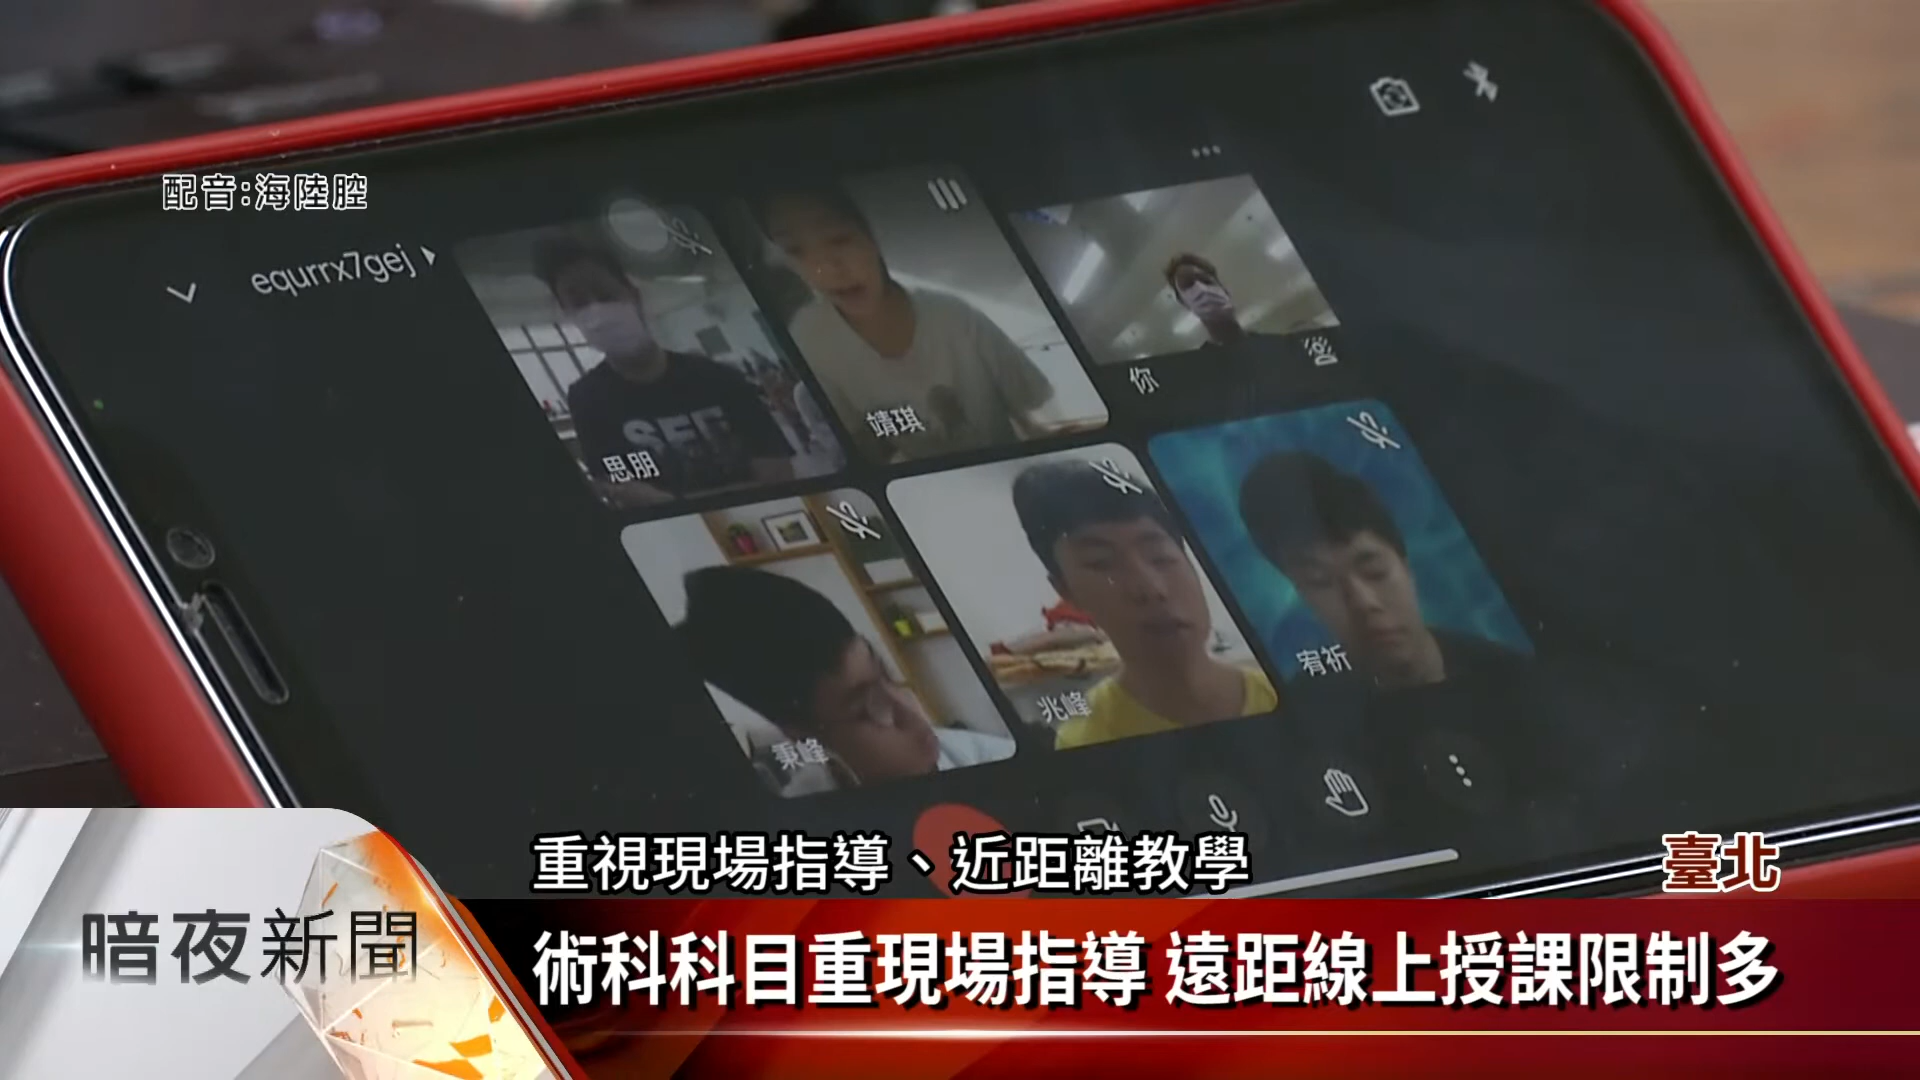 配音:海陸腔
equrrx7gej
思朋
靖琪
你
SEE
秉峰
兆峰
宥祈
重視現場指導、近距離教學
臺北
暗夜新聞
術科科目重現場指導 遠距線上授課限制多